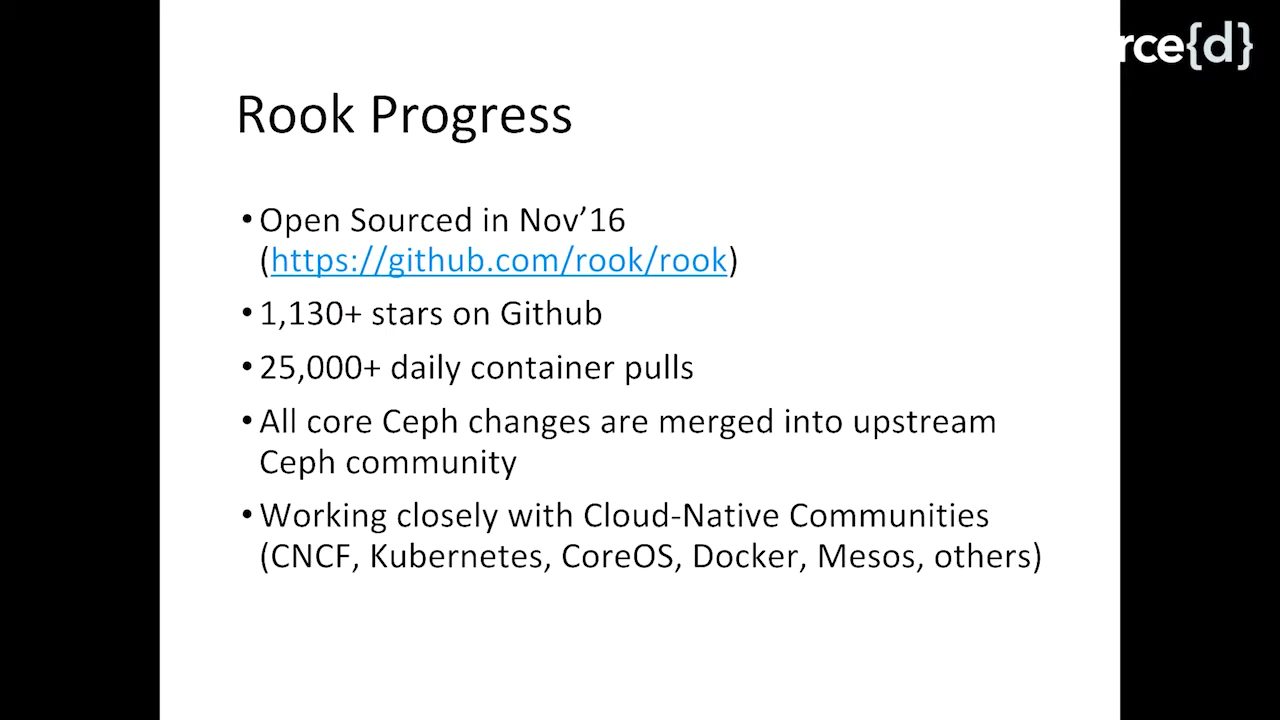 rce{d}
Rook Progress
• Open Sourced in Nov’16
(https://github.com/rook/rook)
• 1,130+ stars on Github
• 25,000+ daily container pulls
• All core Ceph changes are merged into upstream
Ceph community
• Working closely with Cloud-Native Communities
(CNCF, Kubernetes, CoreOS, Docker, Mesos, others)